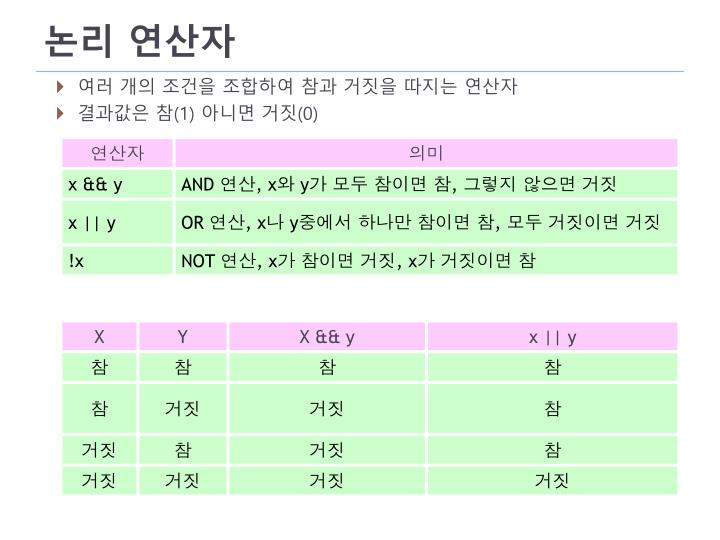 논리 연산자
여러 개의 조건을 조합하여 참과 거짓을 따지는 연산자
결과값은 참(1) 아니면 거짓(0)
연산자 의미
x && y AND 연산, x와 y가 모두 참이면 참, 그렇지 않으면 거짓
x || y OR 연산, x나 y중에서 하나만 참이면 참, 모두 거짓이면 거짓
!x NOT 연산, x가 참이면 거짓, x가 거짓이면 참
X Y X && y x || y
참 참 참 참
참 거짓 거짓 참
거짓 참 거짓 참
거짓 거짓 거짓 거짓